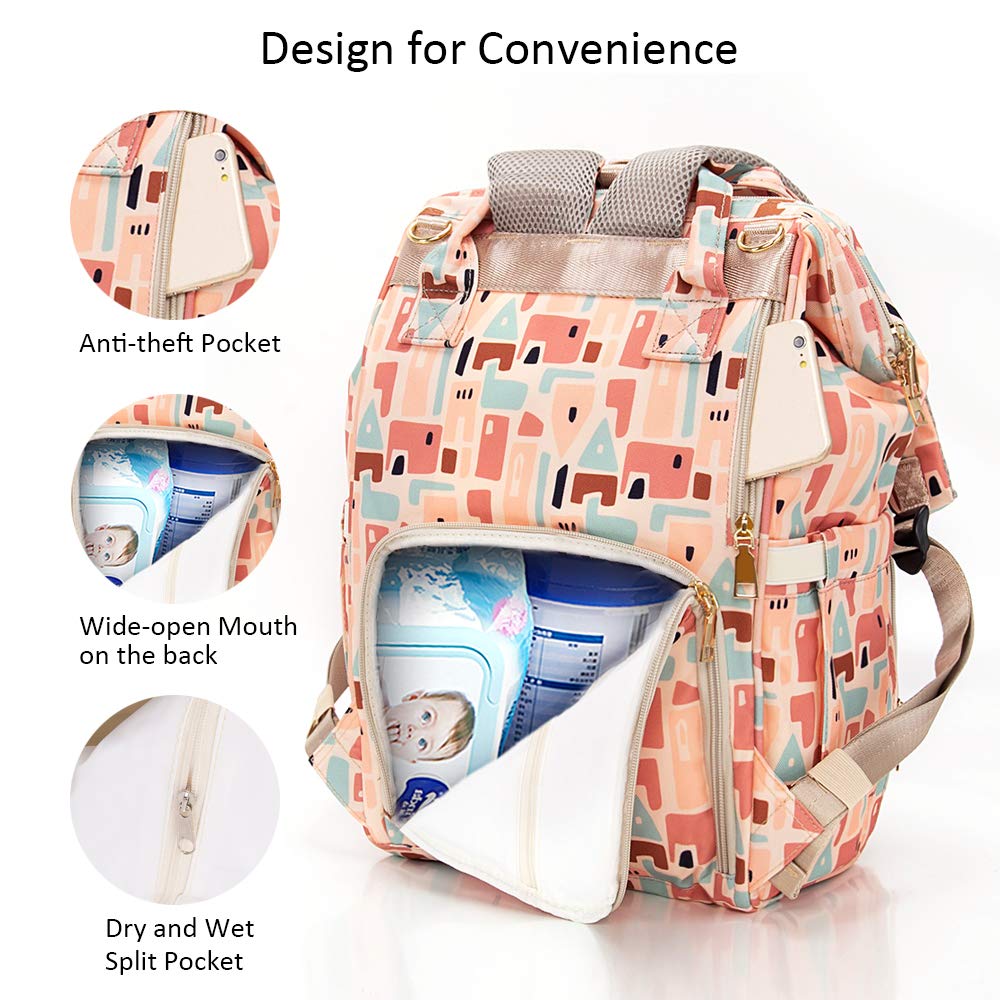 Design for Convenience
Anti-theft Pocket
Wide-open Mouth
on the back
Dry and Wet
Split Pocket